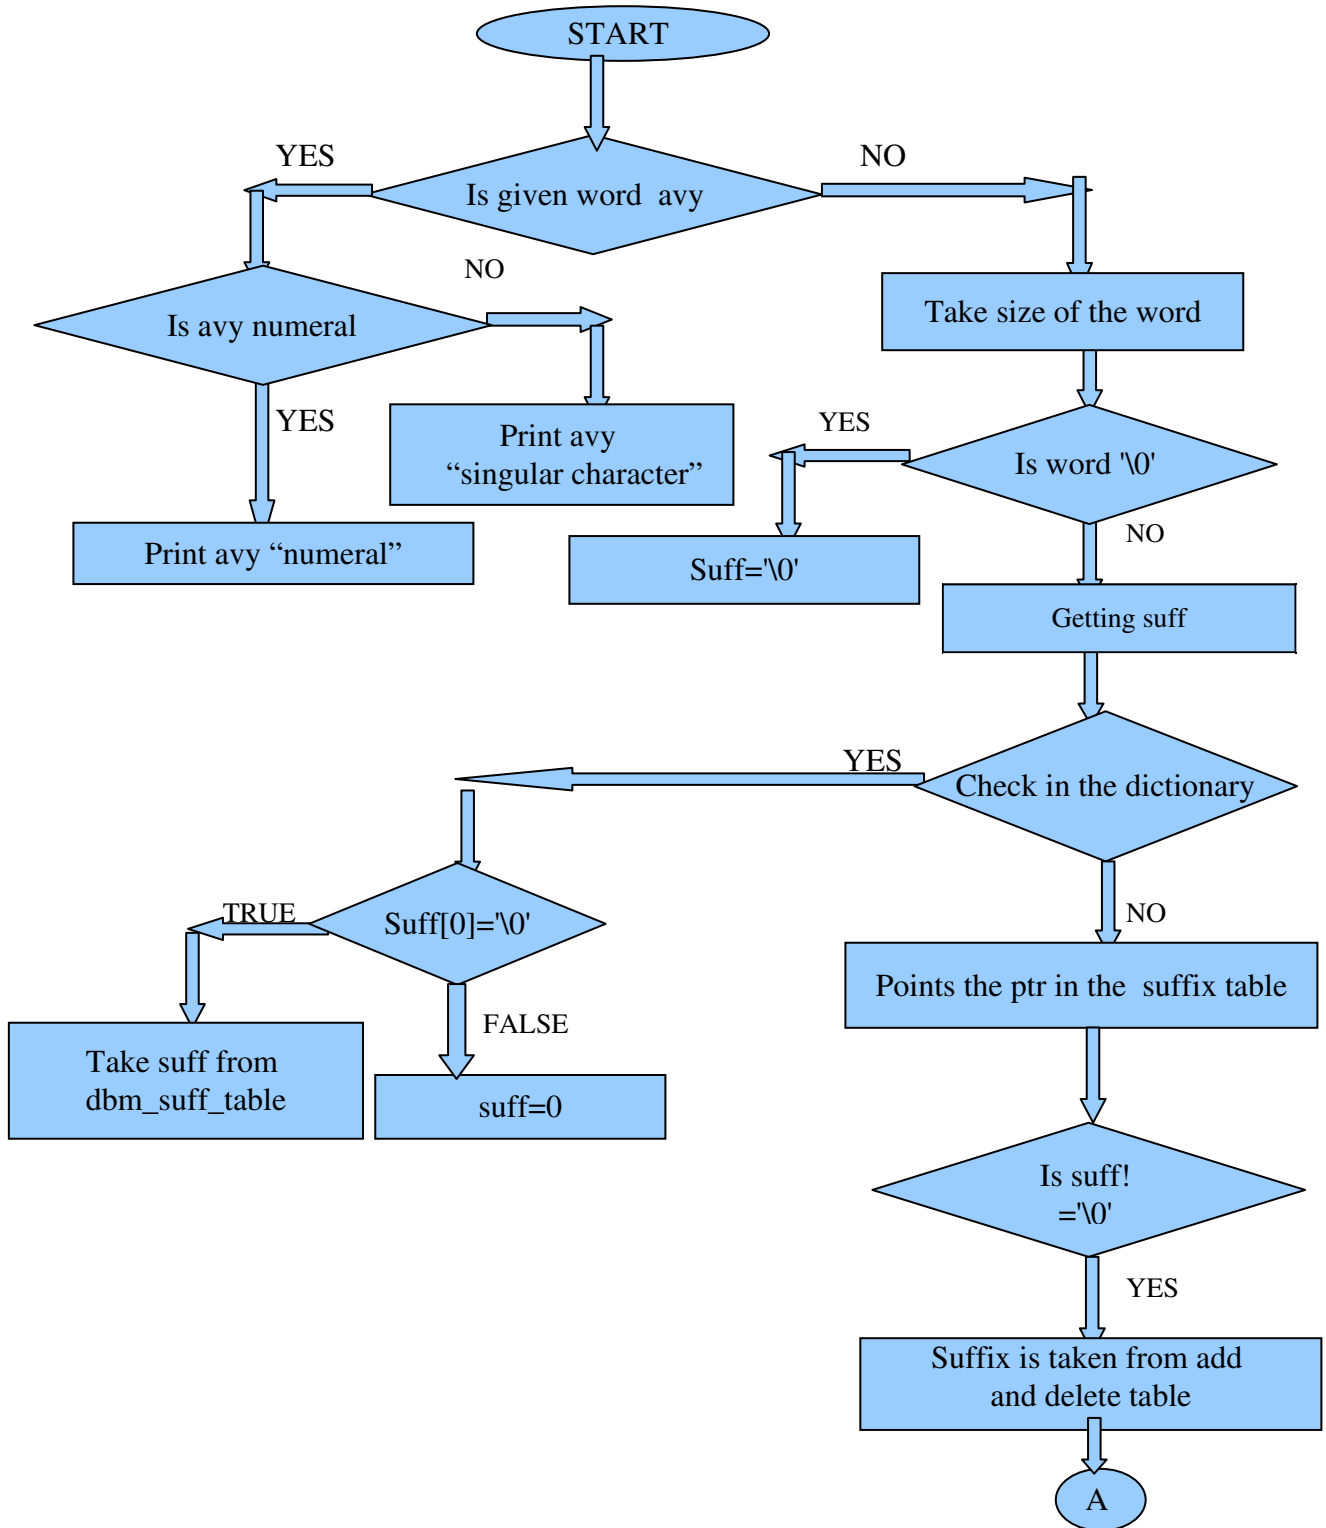 START
YES
NO
Is given word  avy
NO
Is avy numeral
Take size of the word
YES
Print avy
“singular character”
YES
Is word '\0'
Print avy “numeral”
Suff='\0'
NO
Getting suff
YES
Check in the dictionary
TRUE
Suff[0]='\0'
NO
Points the ptr in the  suffix table
FALSE
Take suff from
dbm_suff_table
suff=0
Is suff!
='\0'
YES
Suffix is taken from add
and delete table
A